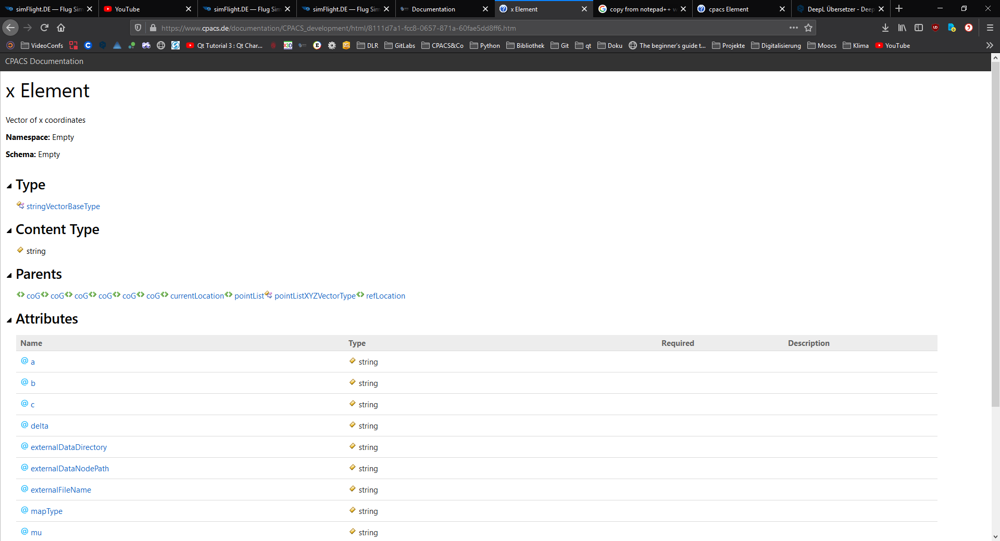 simFlight.DE — Flug Sim
YouTube
simFlight.DE — Flug Sim
simFlight.DE — Flug Sim
Documentation
x Element
copy from notepad++ w
cpacs Element
DeepL Übersetzer - Deep
https://www.cpacs.de/documentation/CPACS_development/html/8111d7a1-fcc8-0657-871a-60fae5dd8ff6.htm
VideoConfs
Qt Tutorial 3 : Qt Char...
X3D
DLR
GitLabs
CPACS&Co
Python
Bibliothek
Git
qt
Doku
The beginner's guide t...
Projekte
Digitalisierung
Moocs
Klima
YouTube
CPACS Documentation
x Element
Vector of x coordinates
Namespace: Empty
Schema: Empty
Type
stringVectorBaseType
Content Type
string
Parents
coG coG coG coG coG coG currentLocation pointList pointListXYZVectorType refLocation
Attributes
Name Type Required Description
@ a string
@ b string
@ c string
@ delta string
@ externalDataDirectory string
@ externalDataNodePath string
@ externalFileName string
@ mapType string
@ mu string